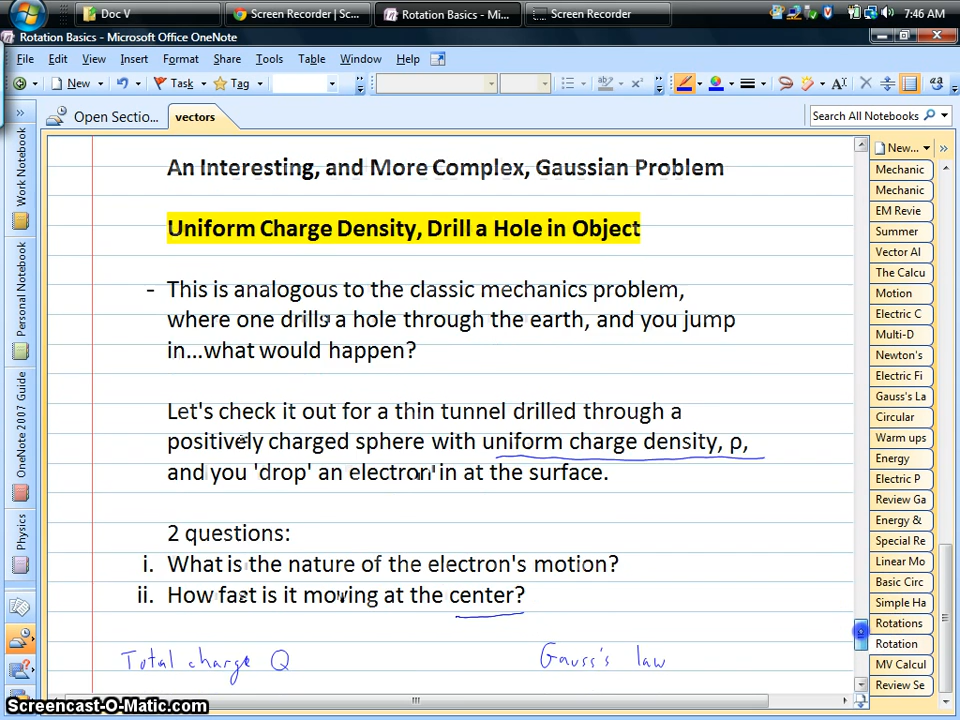 Doc V
Screen Recorder | Sc...
Rotation Basics - Mi...
Screen Recorder
7:46 AM
Rotation Basics - Microsoft Office OneNote
File Edit View Insert Format Share Tools Table Window Help
New Task Tag
Open Sectio... vectors Search All Notebooks
New...
Work Notebook
Personal Notebook
OneNote 2007 Guide
Physics
An Interesting, and More Complex, Gaussian Problem
Uniform Charge Density, Drill a Hole in Object
- This is analogous to the classic mechanics problem,
where one drills a hole through the earth, and you jump
in...what would happen?
Let's check it out for a thin tunnel drilled through a
positively charged sphere with uniform charge density, ρ,
and you 'drop' an electron in at the surface.
2 questions:
i. What is the nature of the electron's motion?
ii. How fast is it moving at the center?
Total charge Q Gauss's law
Mechanic
Mechanic
EM Revie
Summer
Vector Al
The Calcu
Motion
Electric C
Multi-D
Newton's
Electric Fi
Gauss's La
Circular
Warm ups
Energy
Electric P
Review Ga
Energy &
Special Re
Linear Mo
Basic Circ
Simple Ha
Rotations
Rotation
MV Calcul
Review Se
Screencast-O-Matic.com